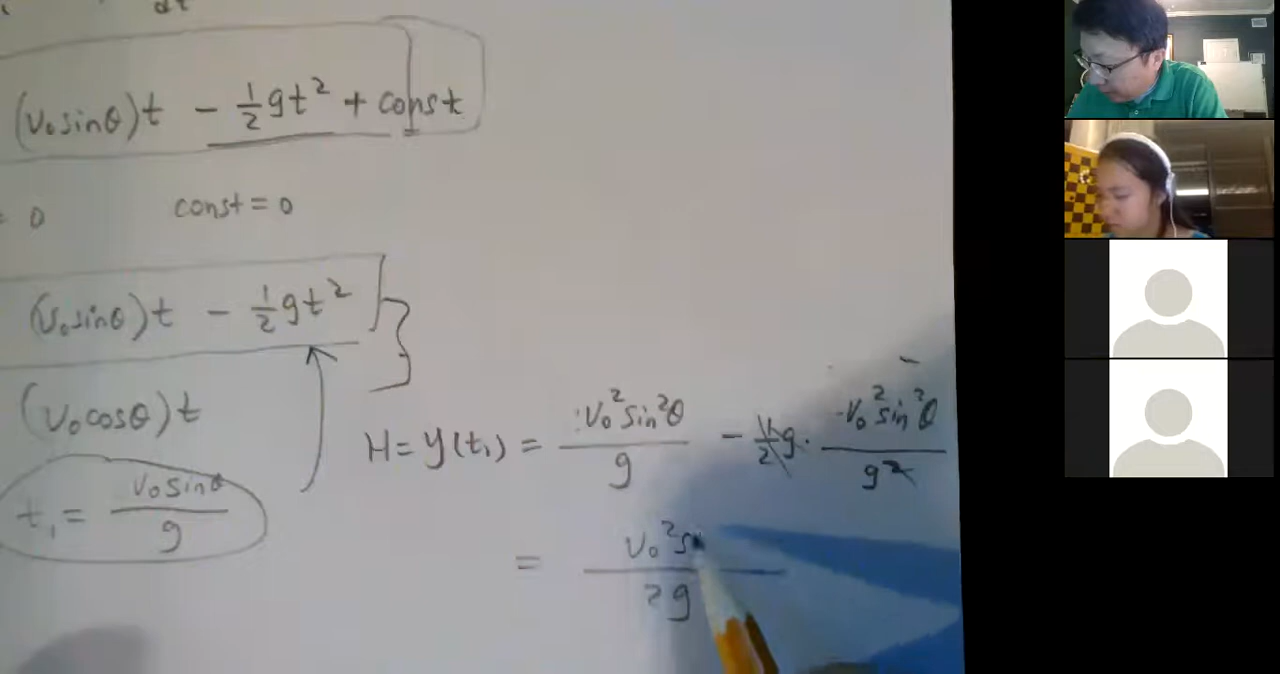 dt
(v₀sinθ)t - ½gt² + const
= 0 const = 0
(v₀sinθ)t - ½gt²
(v₀cosθ)t
H = y(t₁) = v₀²sin²θ/g - ½g · v₀²sin²θ/g²
t₁ = v₀sinθ/g
= v₀²s/2g